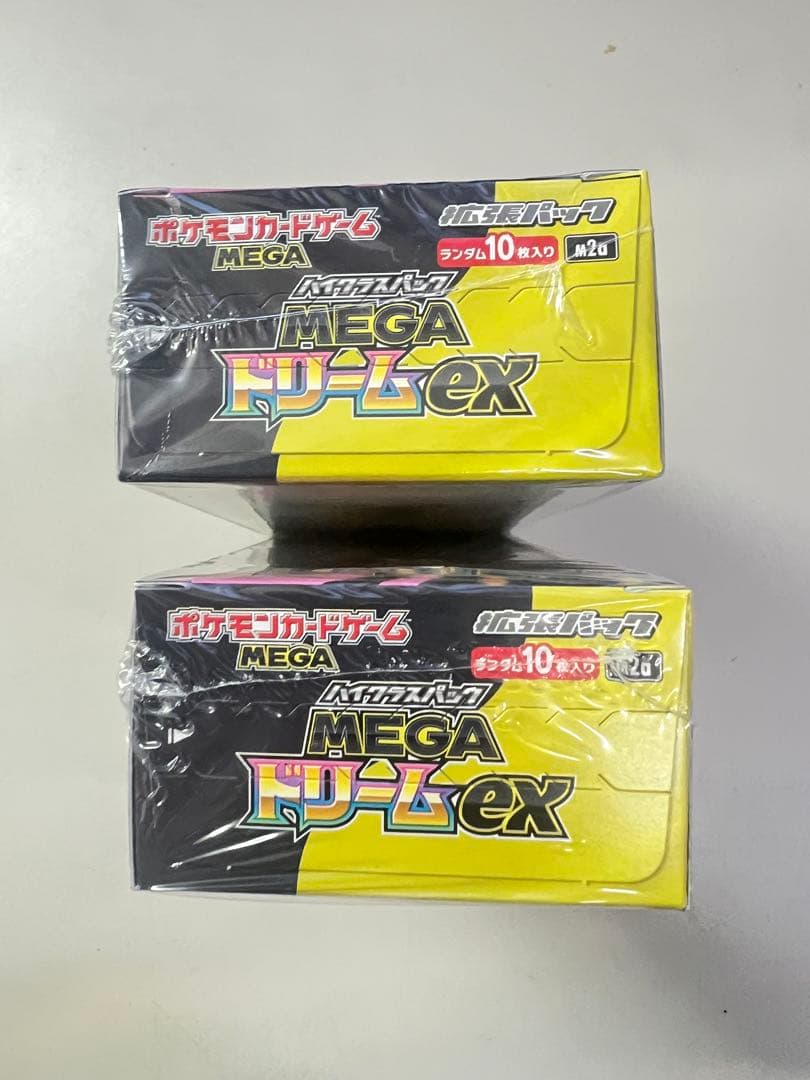 ポケモンカードゲーム
MEGA
拡張パック
ランダム10枚入り M2a
ハイクラスパック
MEGA
ドリームex
ポケモンカードゲーム
MEGA
拡張パック
ランダム10枚入り M2a
ハイクラスパック
MEGA
ドリームex